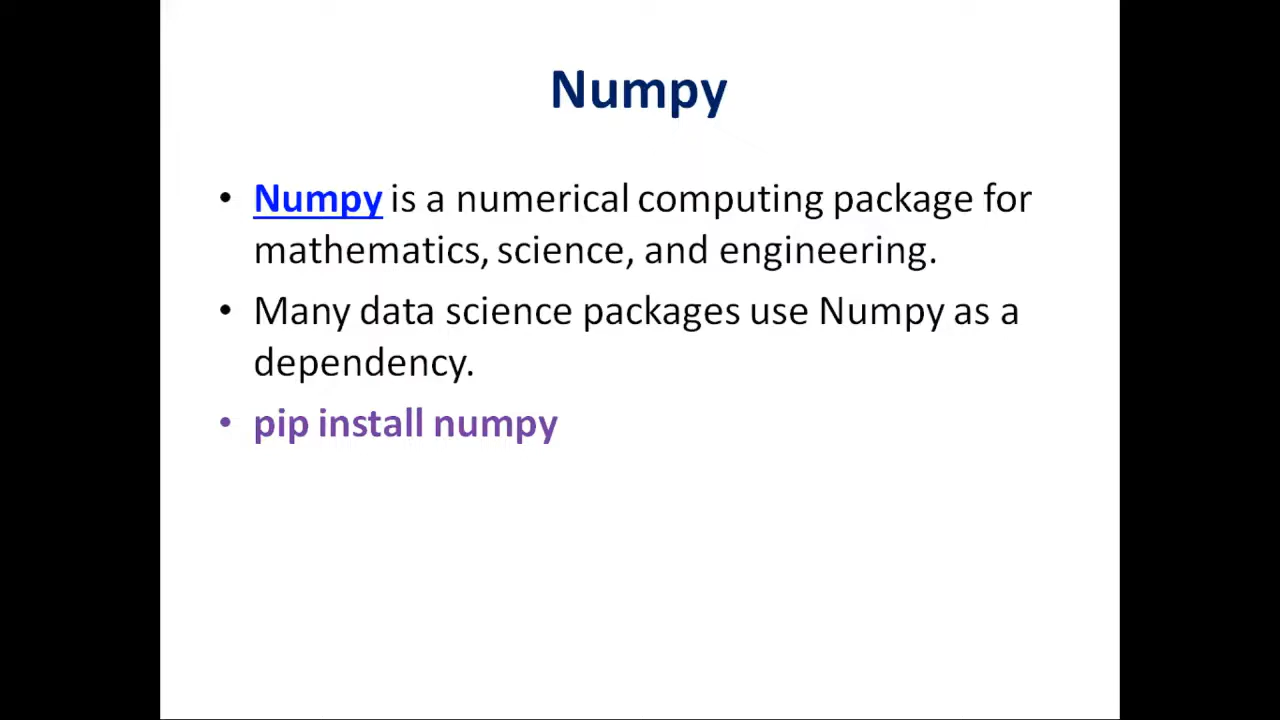 Numpy
• Numpy is a numerical computing package for
mathematics, science, and engineering.
• Many data science packages use Numpy as a
dependency.
• pip install numpy